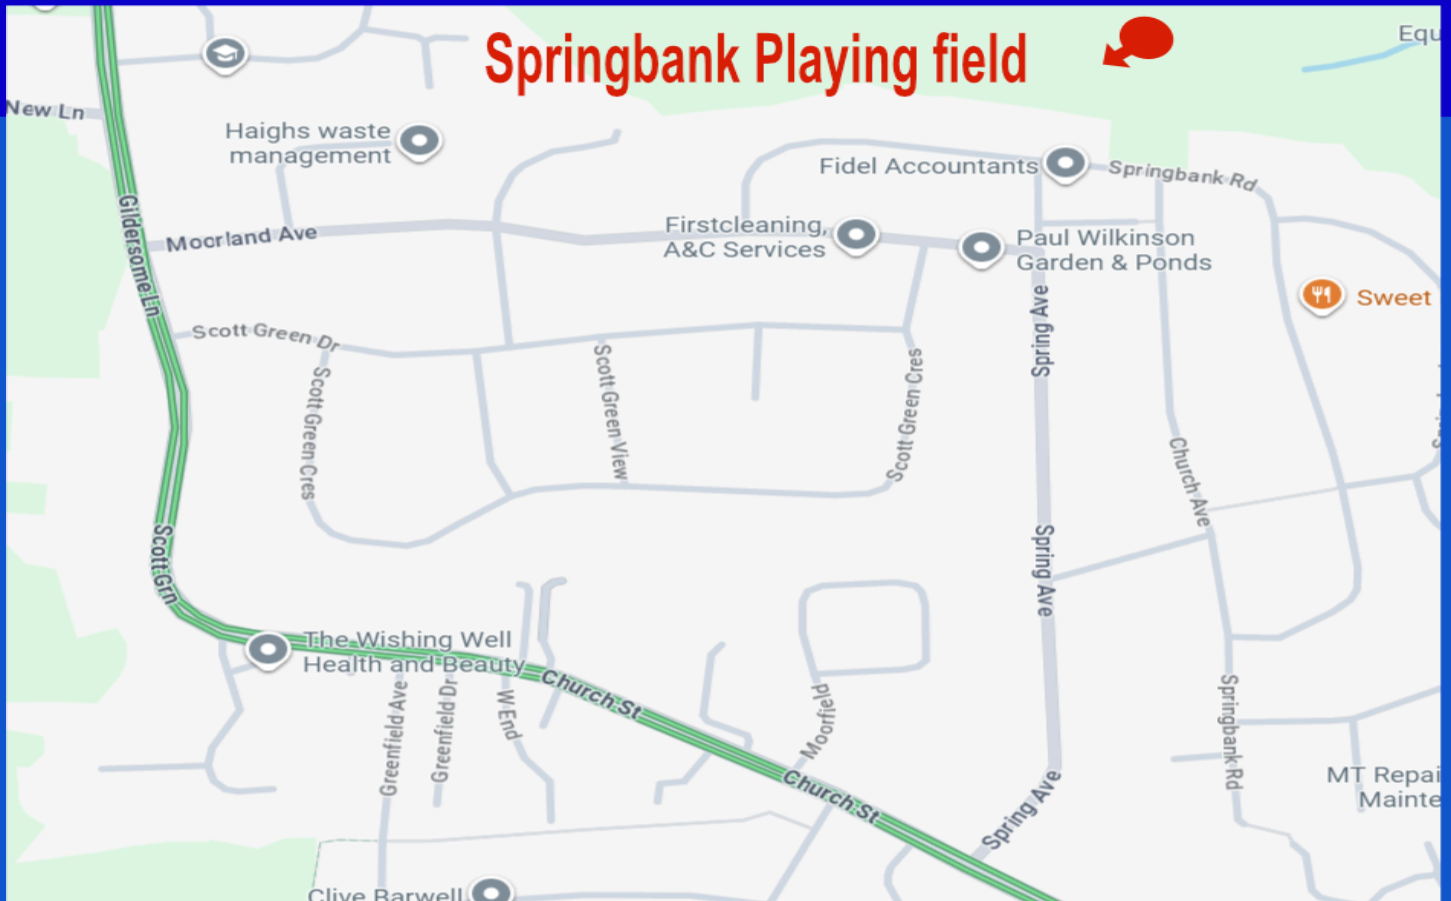 Springbank Playing field
Equ
New Ln
Haighs waste
management
Fidel Accountants
Springbank Rd
Gildersome Ln
Moorland Ave
Firstcleaning,
A&C Services
Paul Wilkinson
Garden & Ponds
Sweet
Scott Green Dr
Spring Ave
Scott Green Cres
Scott Green View
Scott Green Cres
Church Ave
Scott Grn
Spring Ave
The Wishing Well
Health and Beauty
Church St
Greenfield Ave
Greenfield Dr
W End
Moorfield
Springbank Rd
Church St
Spring Ave
MT Repai
Mainte
Clive Barwell